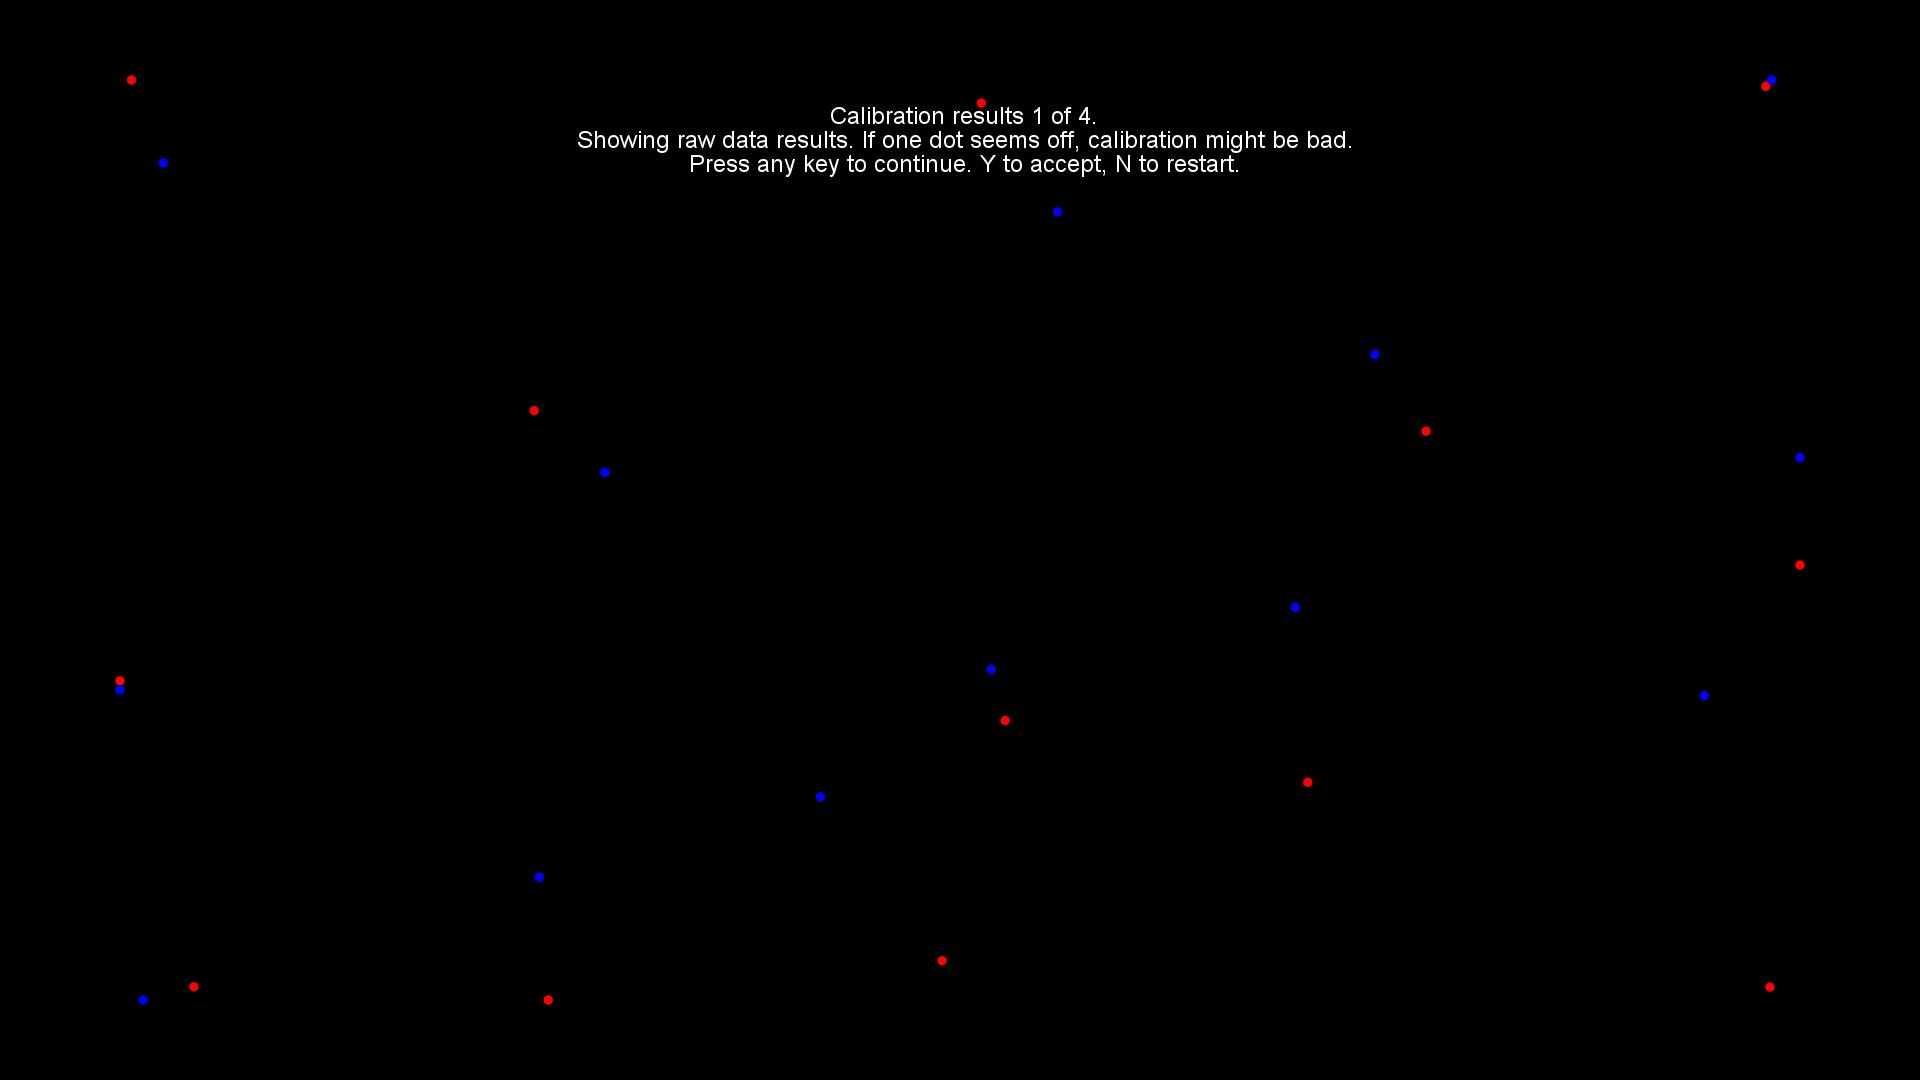 Calibration results 1 of 4.
Showing raw data results. If one dot seems off, calibration might be bad.
Press any key to continue. Y to accept, N to restart.